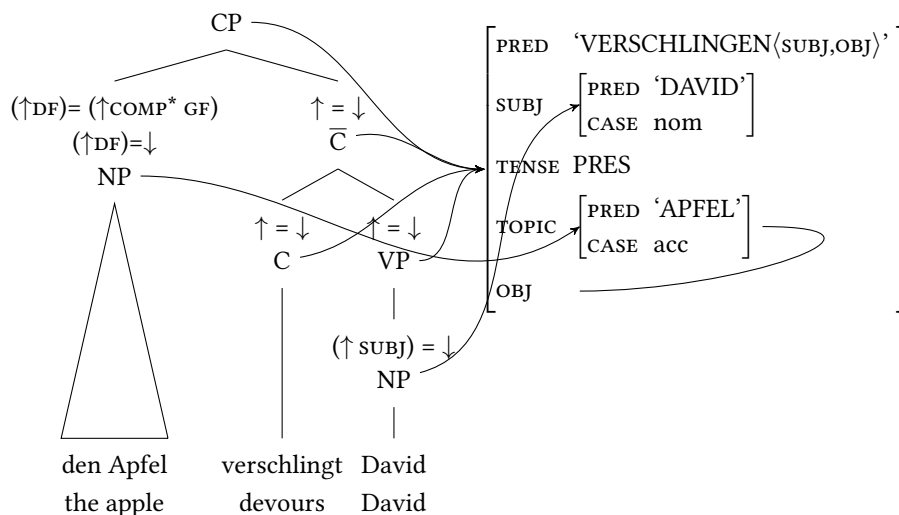 CP
(↑DF)= (↑COMP* GF)
(↑DF)=↓
NP
↑ = ↓
C̅
↑ = ↓
C
↑ = ↓
VP
(↑ SUBJ) = ↓
NP
den Apfel verschlingt David
the apple devours David
PRED ‘VERSCHLINGEN⟨SUBJ,OBJ⟩’
SUBJ
PRED ‘DAVID’
CASE nom
TENSE PRES
TOPIC
PRED ‘APFEL’
CASE acc
OBJ